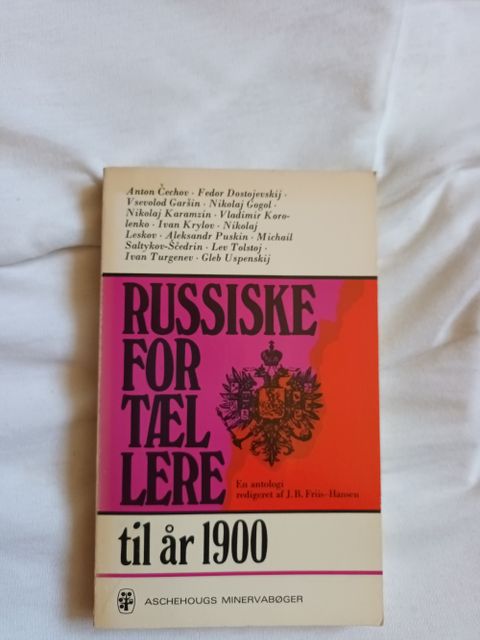 Anton Čechov · Fedor Dostojevskij ·
Vsevolod Garšin · Nikolaj Gogol ·
Nikolaj Karamzin · Vladimir Koro-
lenko · Ivan Krylov · Nikolaj
Leskov · Aleksandr Puskin · Michail
Saltykov-Ščedrin · Lev Tolstoj ·
Ivan Turgenev · Gleb Uspenskij
RUSSISKE
FOR
TÆL
LERE
En antologi
redigeret af J. B. Friis-Hansen
til år 1900
ASCHEHOUGS MINERVABØGER